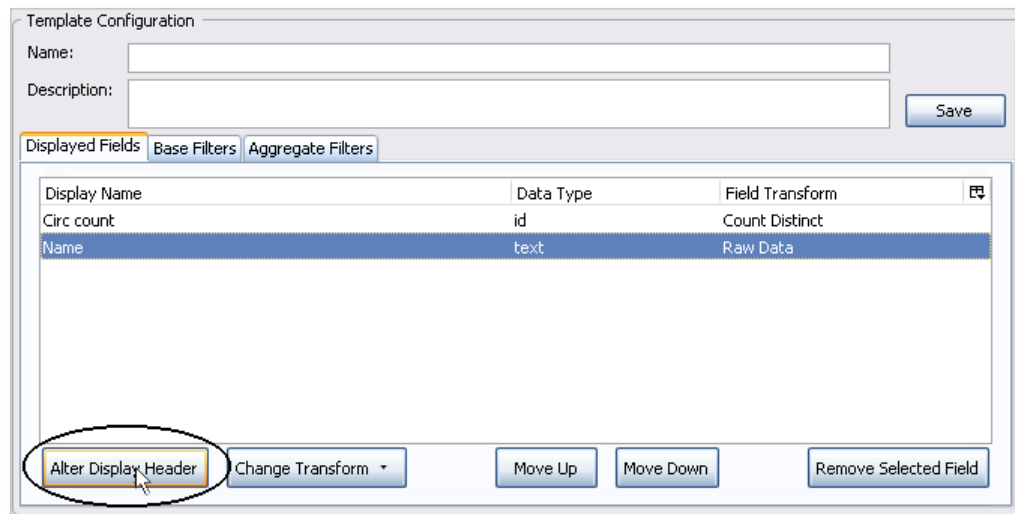 Template Configuration
Name:
Description:
Save
Displayed Fields Base Filters Aggregate Filters
Display Name Data Type Field Transform
Circ count id Count Distinct
Name text Raw Data
Alter Display Header Change Transform Move Up Move Down Remove Selected Field